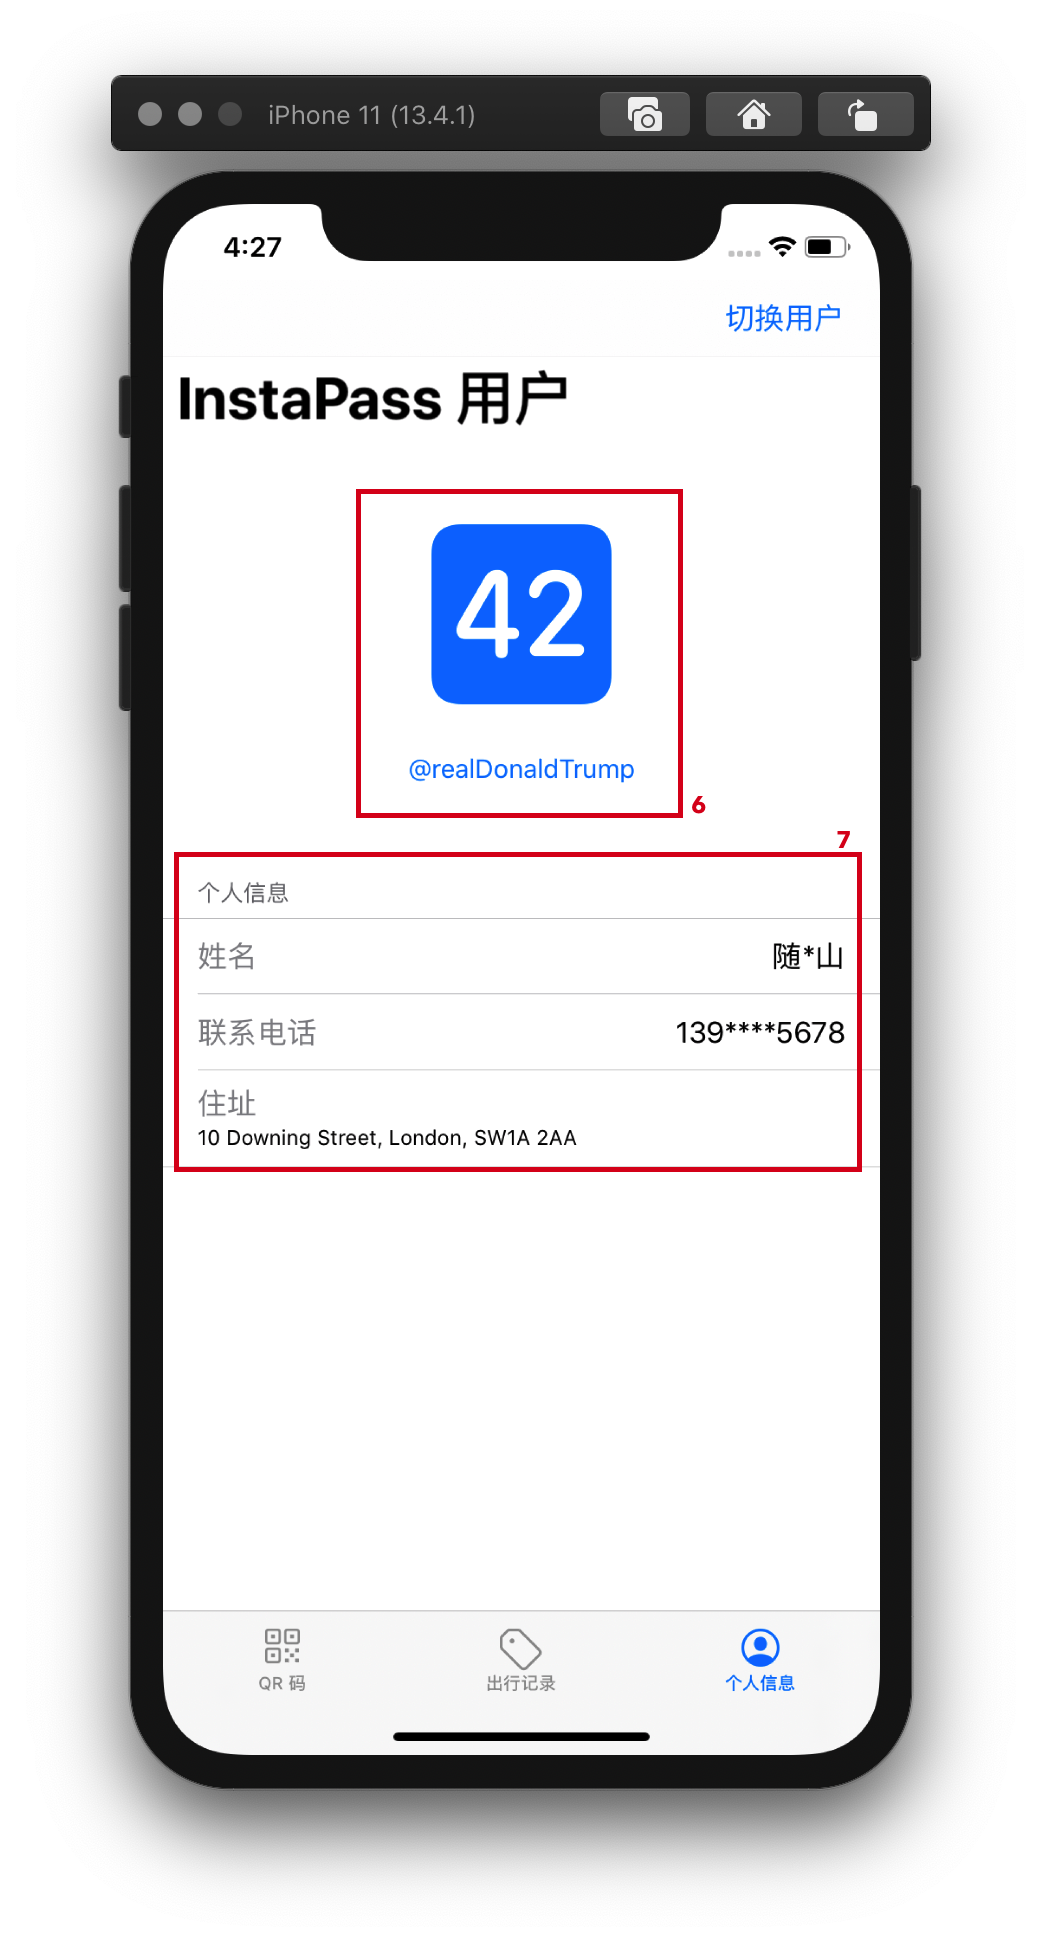 iPhone 11 (13.4.1)
4:27
切换用户
InstaPass 用户
42
@realDonaldTrump
6
7
个人信息
姓名 随*山
联系电话 139****5678
住址
10 Downing Street, London, SW1A 2AA
QR 码 出行记录 个人信息